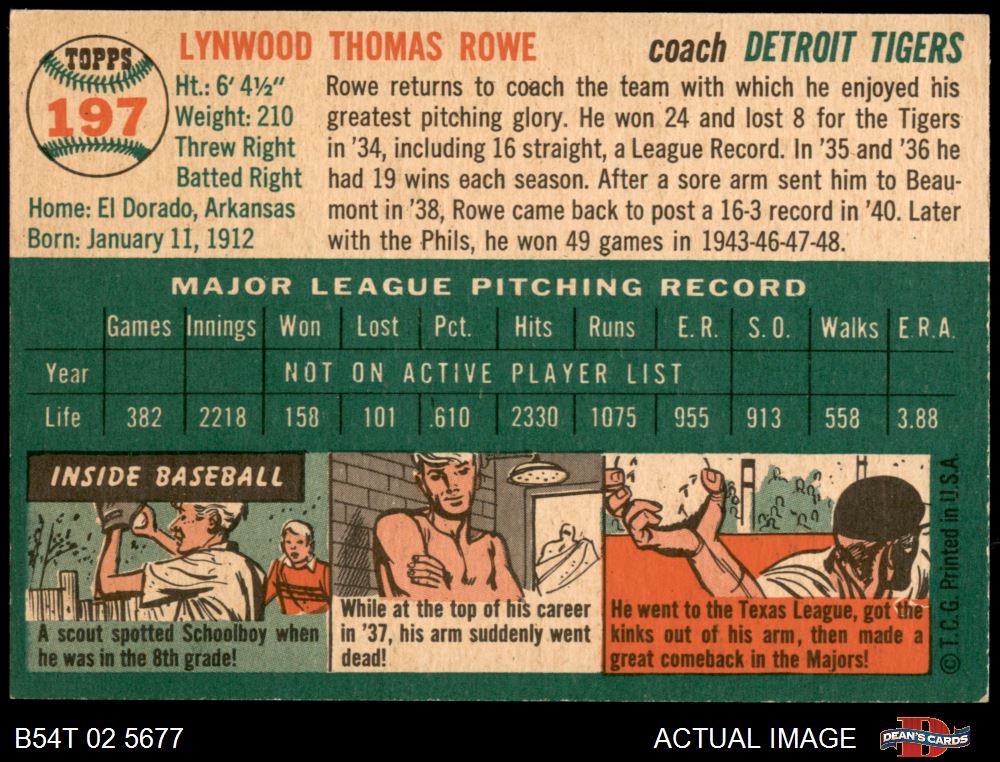 TOPPS
197
LYNWOOD THOMAS ROWE
coach DETROIT TIGERS
Ht.: 6' 4½"
Weight: 210
Threw Right
Batted Right
Home: El Dorado, Arkansas
Born: January 11, 1912
Rowe returns to coach the team with which he enjoyed his
greatest pitching glory. He won 24 and lost 8 for the Tigers
in '34, including 16 straight, a League Record. In '35 and '36 he
had 19 wins each season. After a sore arm sent him to Beau-
mont in '38, Rowe came back to post a 16-3 record in '40. Later
with the Phils, he won 49 games in 1943-46-47-48.
MAJOR LEAGUE PITCHING RECORD
Games Innings Won Lost Pct. Hits Runs E.R. S.O. Walks E.R.A.
Year NOT ON ACTIVE PLAYER LIST
Life 382 2218 158 101 .610 2330 1075 955 913 558 3.88
INSIDE BASEBALL
A scout spotted Schoolboy when
he was in the 8th grade!
While at the top of his career
in '37, his arm suddenly went
dead!
He went to the Texas League, got the
kinks out of his arm, then made a
great comeback in the Majors!
© T.C.G. Printed in U.S.A.
B54T 02 5677
ACTUAL IMAGE
DEAN'S CARDS